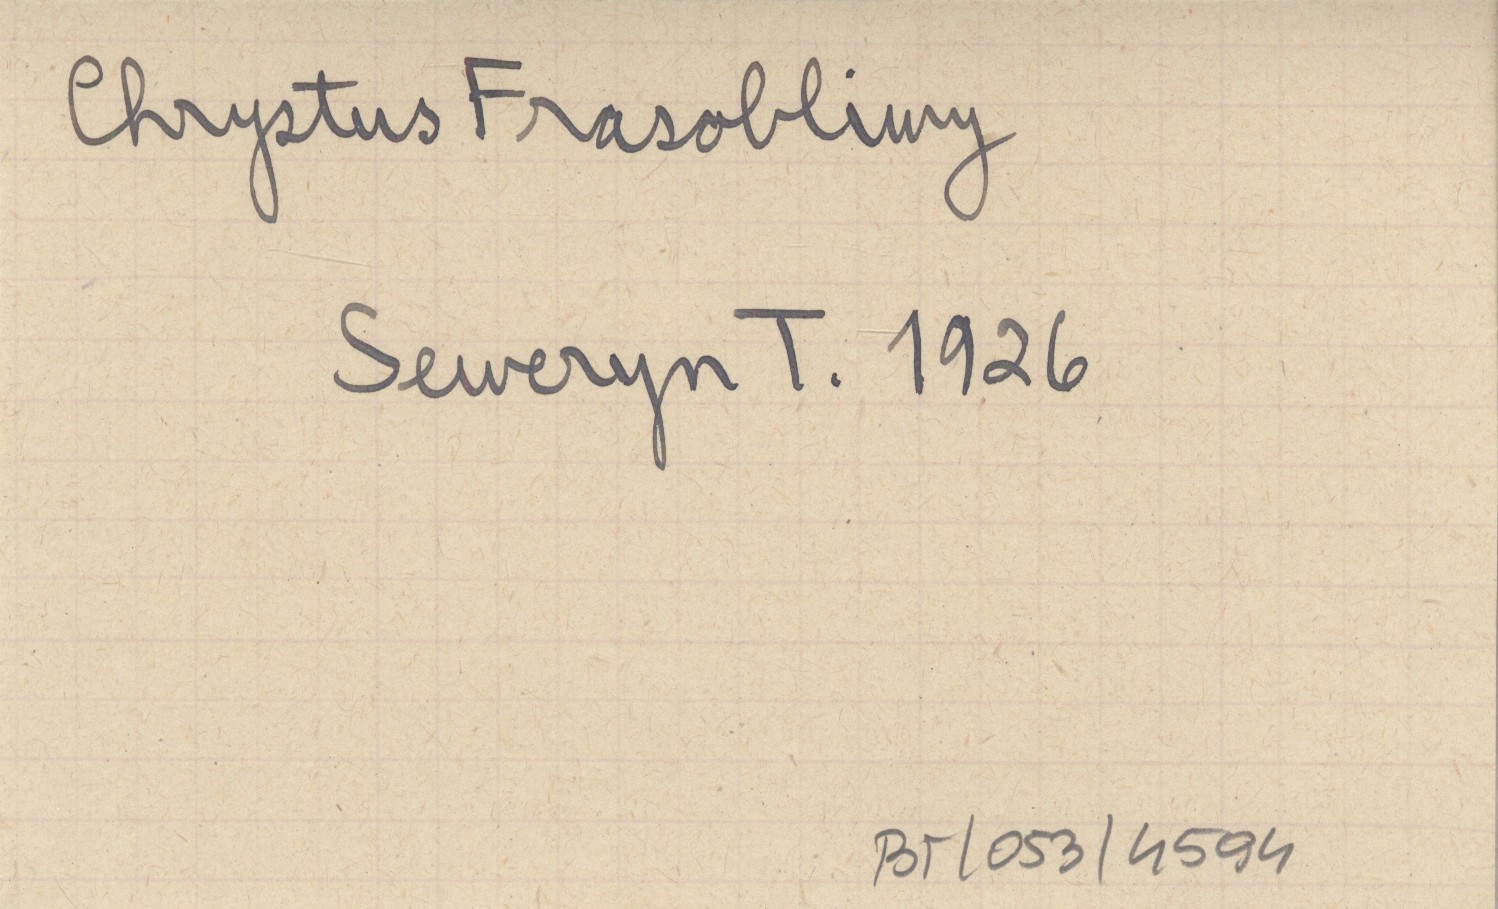 Chrystus Frasobliwy
Seweryn T. 1926
BT/053/4594